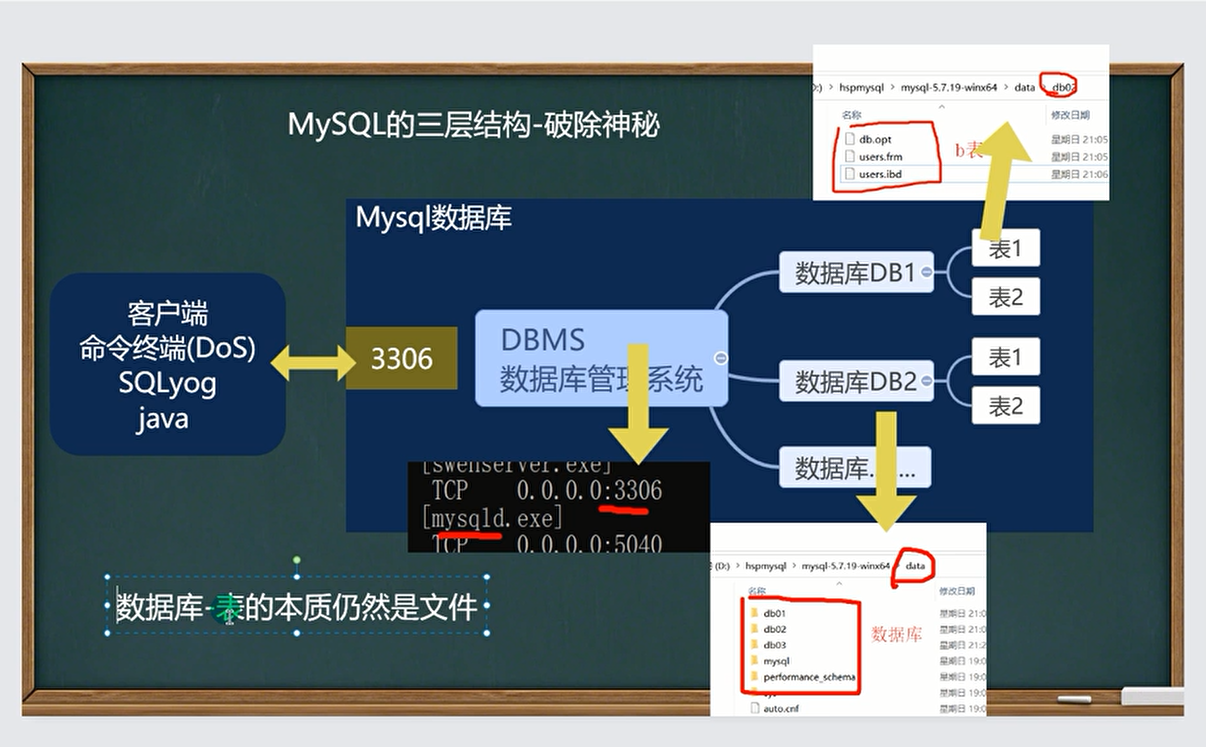 MySQL的三层结构-破除神秘
hspmysql > mysql-5.7.19-winx64 > data > db02
名称 修改日期
db.opt 星期日 21:05
users.frm 星期日 21:05
users.ibd 星期日 21:06
b表
Mysql数据库
客户端
命令终端(DoS)
SQLyog
java
3306
DBMS
数据库管理系统
数据库DB1
表1
表2
数据库DB2
表1
表2
数据库... ...
[swenserver.exe]
TCP 0.0.0.0:3306
[mysqld.exe]
TCP 0.0.0.0:5040
数据库-表的本质仍然是文件
(D:) > hspmysql > mysql-5.7.19-winx64 > data
名称 修改日期
db01 星期日 21:0
db02 星期日 21:0
db03 星期日 21:2
mysql 星期日 19:0
performance_schema 星期日 19:0
sys 星期日 19:0
auto.cnf 星期日 19:0
数据库